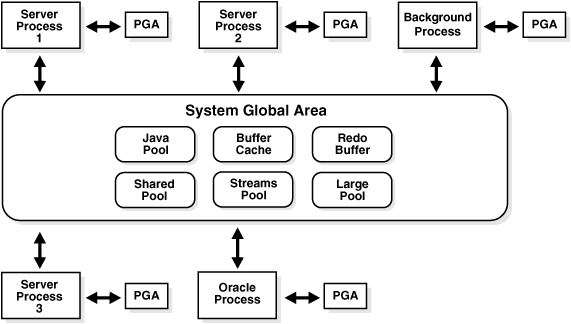 Server
Process
1
PGA
Server
Process
2
PGA
Background
Process
PGA
System Global Area
Java
Pool
Buffer
Cache
Redo
Buffer
Shared
Pool
Streams
Pool
Large
Pool
Server
Process
3
PGA
Oracle
Process
PGA